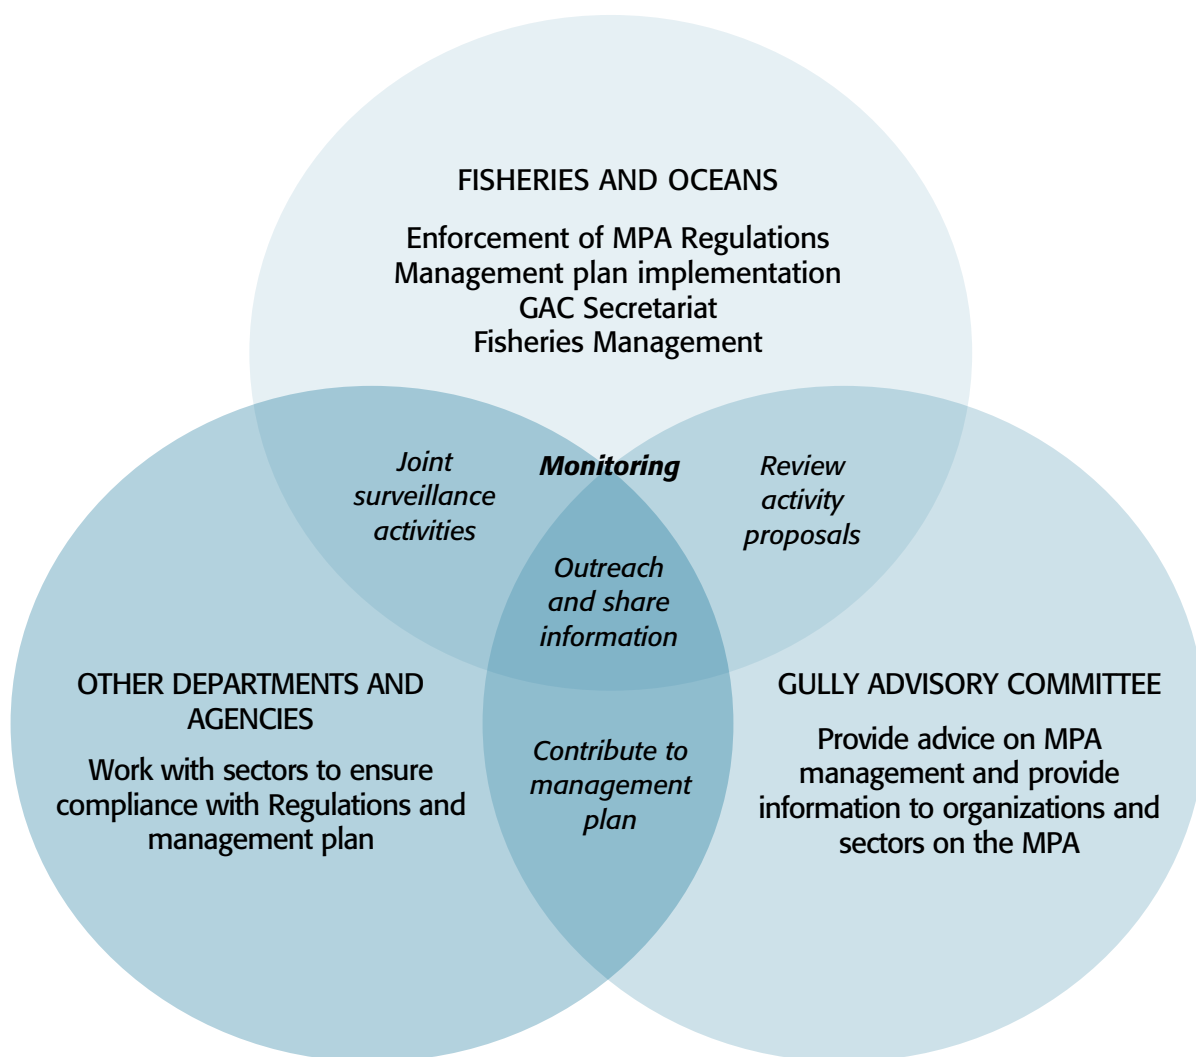 FISHERIES AND OCEANS
Enforcement of MPA Regulations
Management plan implementation
GAC Secretariat
Fisheries Management
Joint
surveillance
activities
Monitoring
Review
activity
proposals
Outreach
and share
information
OTHER DEPARTMENTS AND
AGENCIES
Work with sectors to ensure
compliance with Regulations and
management plan
Contribute to
management
plan
GULLY ADVISORY COMMITTEE
Provide advice on MPA
management and provide
information to organizations and
sectors on the MPA